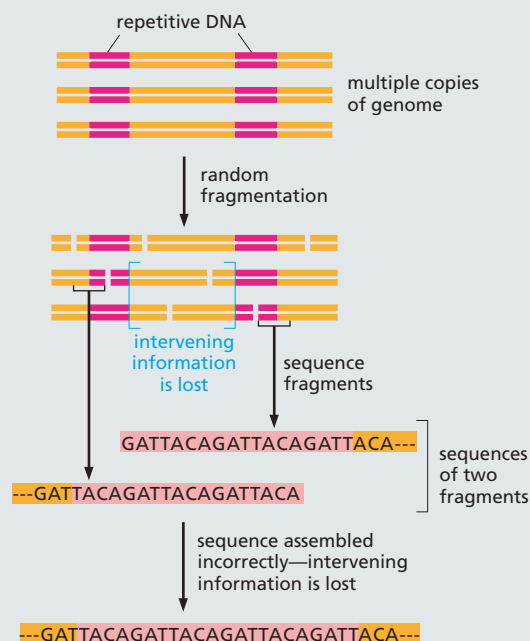 repetitive DNA
multiple copies
of genome
random
fragmentation
intervening
information
is lost
sequence
fragments
GATTACAGATTACAGATTACA---
---GATTACAGATTACAGATTACA
sequences
of two
fragments
sequence assembled
incorrectly—intervening
information is lost
---GATTACAGATTACAGATTACAGATTACA---